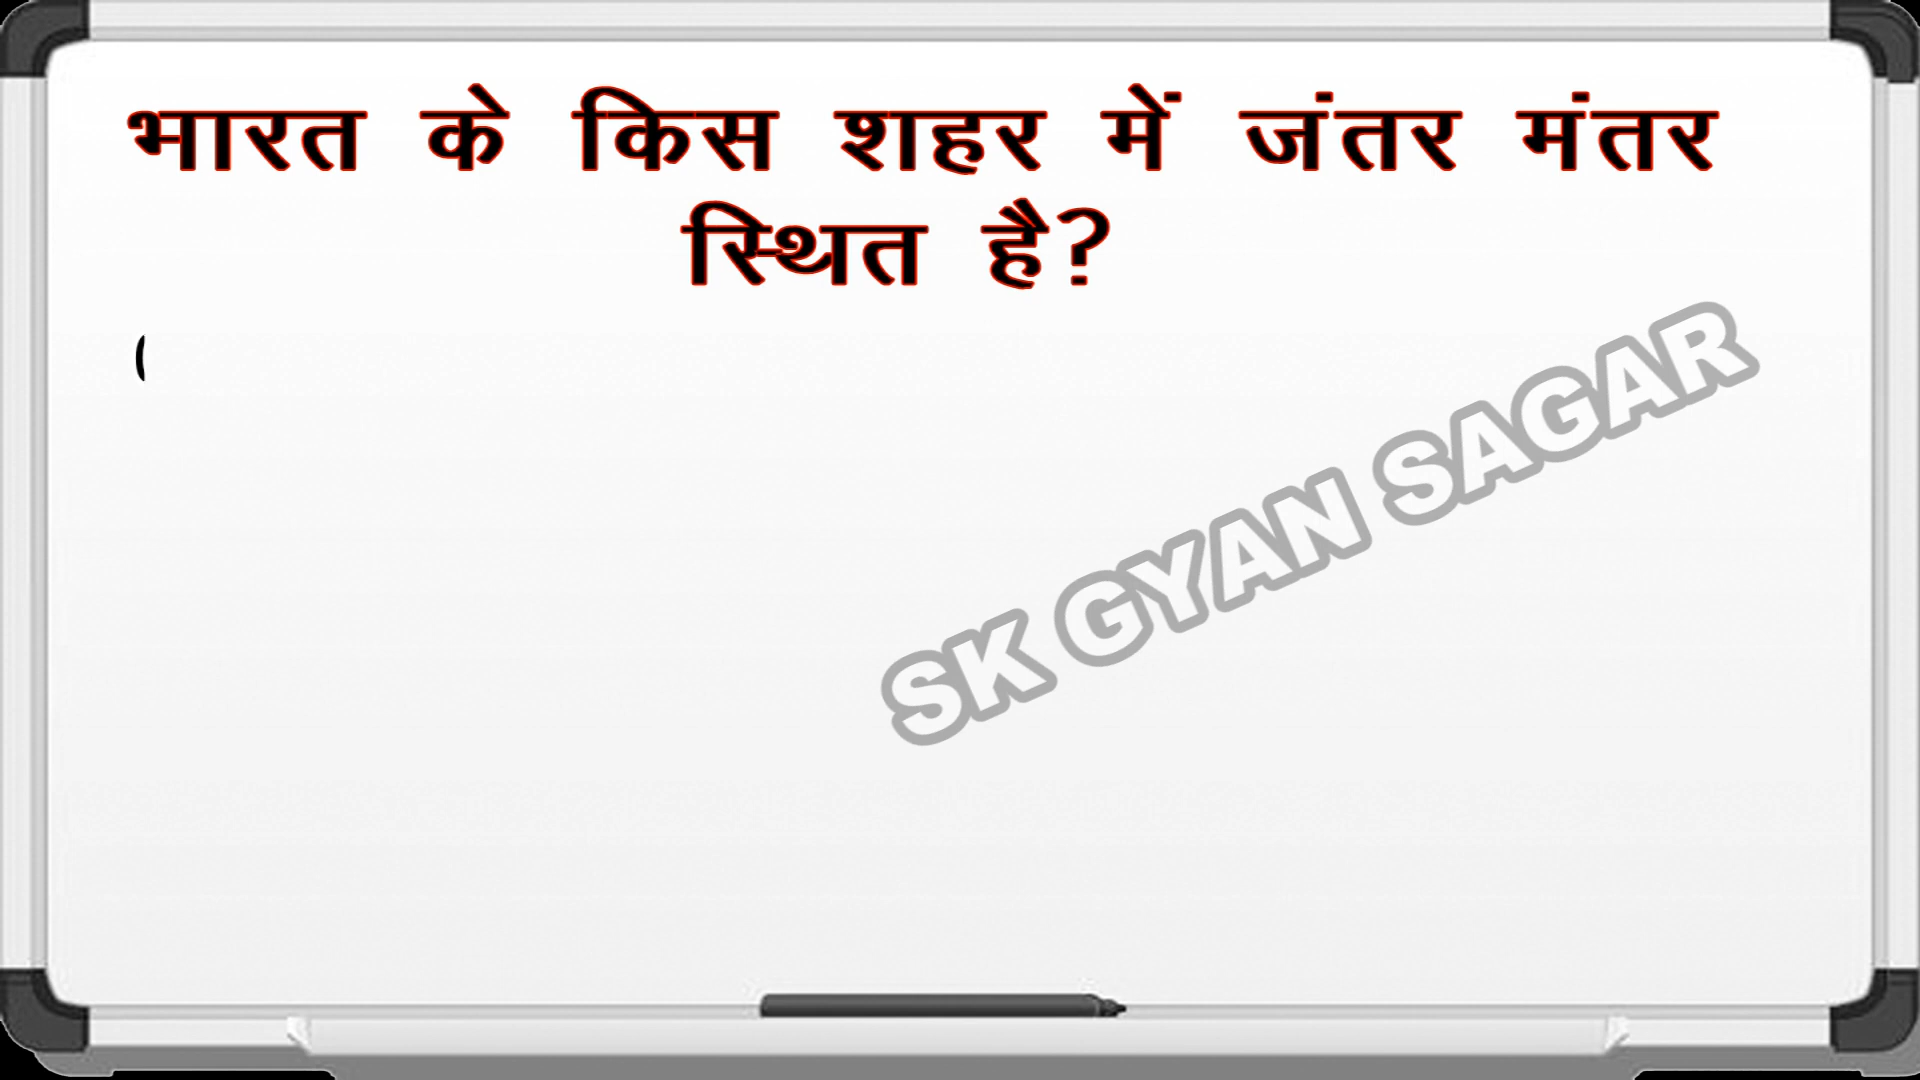 भारत के किस शहर में जंतर मंतर
स्थित है?
(
SK GYAN SAGAR